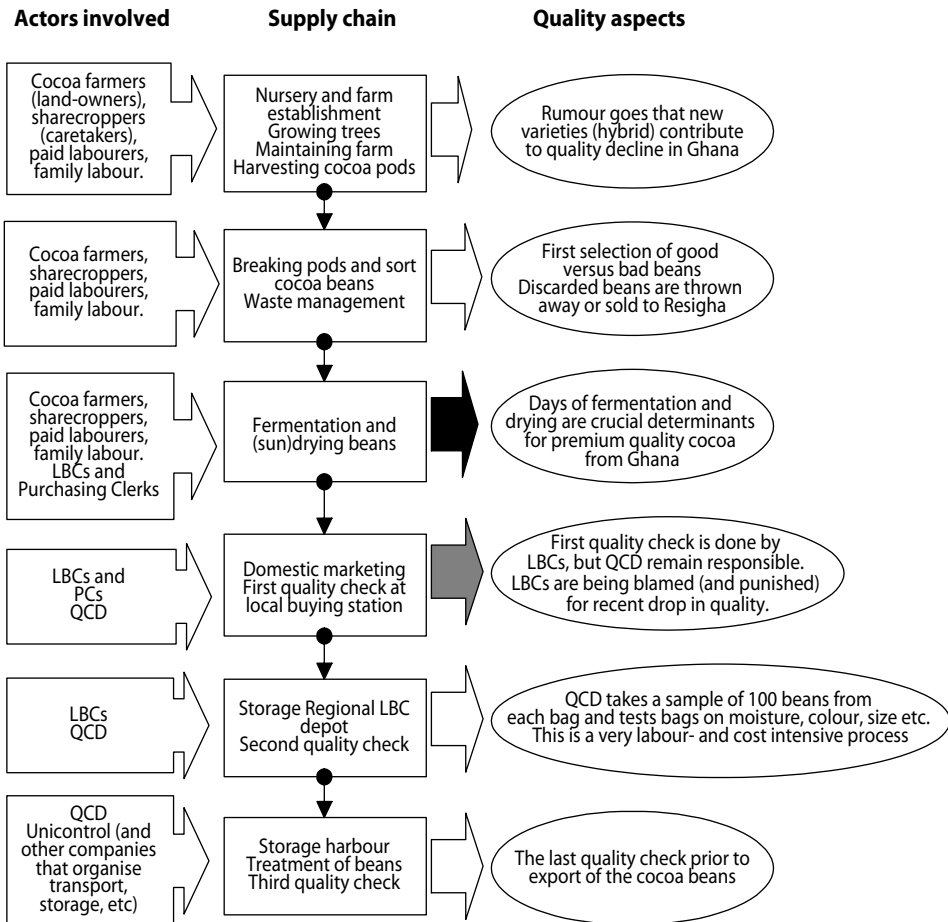 Actors involved
Supply chain
Quality aspects
Cocoa farmers
(land-owners),
sharecroppers
(caretakers),
paid labourers,
family labour.
Nursery and farm
establishment
Growing trees
Maintaining farm
Harvesting cocoa pods
Rumour goes that new
varieties (hybrid) contribute
to quality decline in Ghana
Cocoa farmers,
sharecroppers,
paid labourers,
family labour.
Breaking pods and sort
cocoa beans
Waste management
First selection of good
versus bad beans
Discarded beans are thrown
away or sold to Resigha
Cocoa farmers,
sharecroppers,
paid labourers,
family labour.
LBCs and
Purchasing Clerks
Fermentation and
(sun)drying beans
Days of fermentation and
drying are crucial determinants
for premium quality cocoa
from Ghana
LBCs and
PCs
QCD
Domestic marketing
First quality check at
local buying station
First quality check is done by
LBCs, but QCD remain responsible.
LBCs are being blamed (and punished)
for recent drop in quality.
LBCs
QCD
Storage Regional LBC
depot
Second quality check
QCD takes a sample of 100 beans from
each bag and tests bags on moisture, colour, size etc.
This is a very labour- and cost intensive process
QCD
Unicontrol (and
other companies
that organise
transport,
storage, etc)
Storage harbour
Treatment of beans
Third quality check
The last quality check prior to
export of the cocoa beans